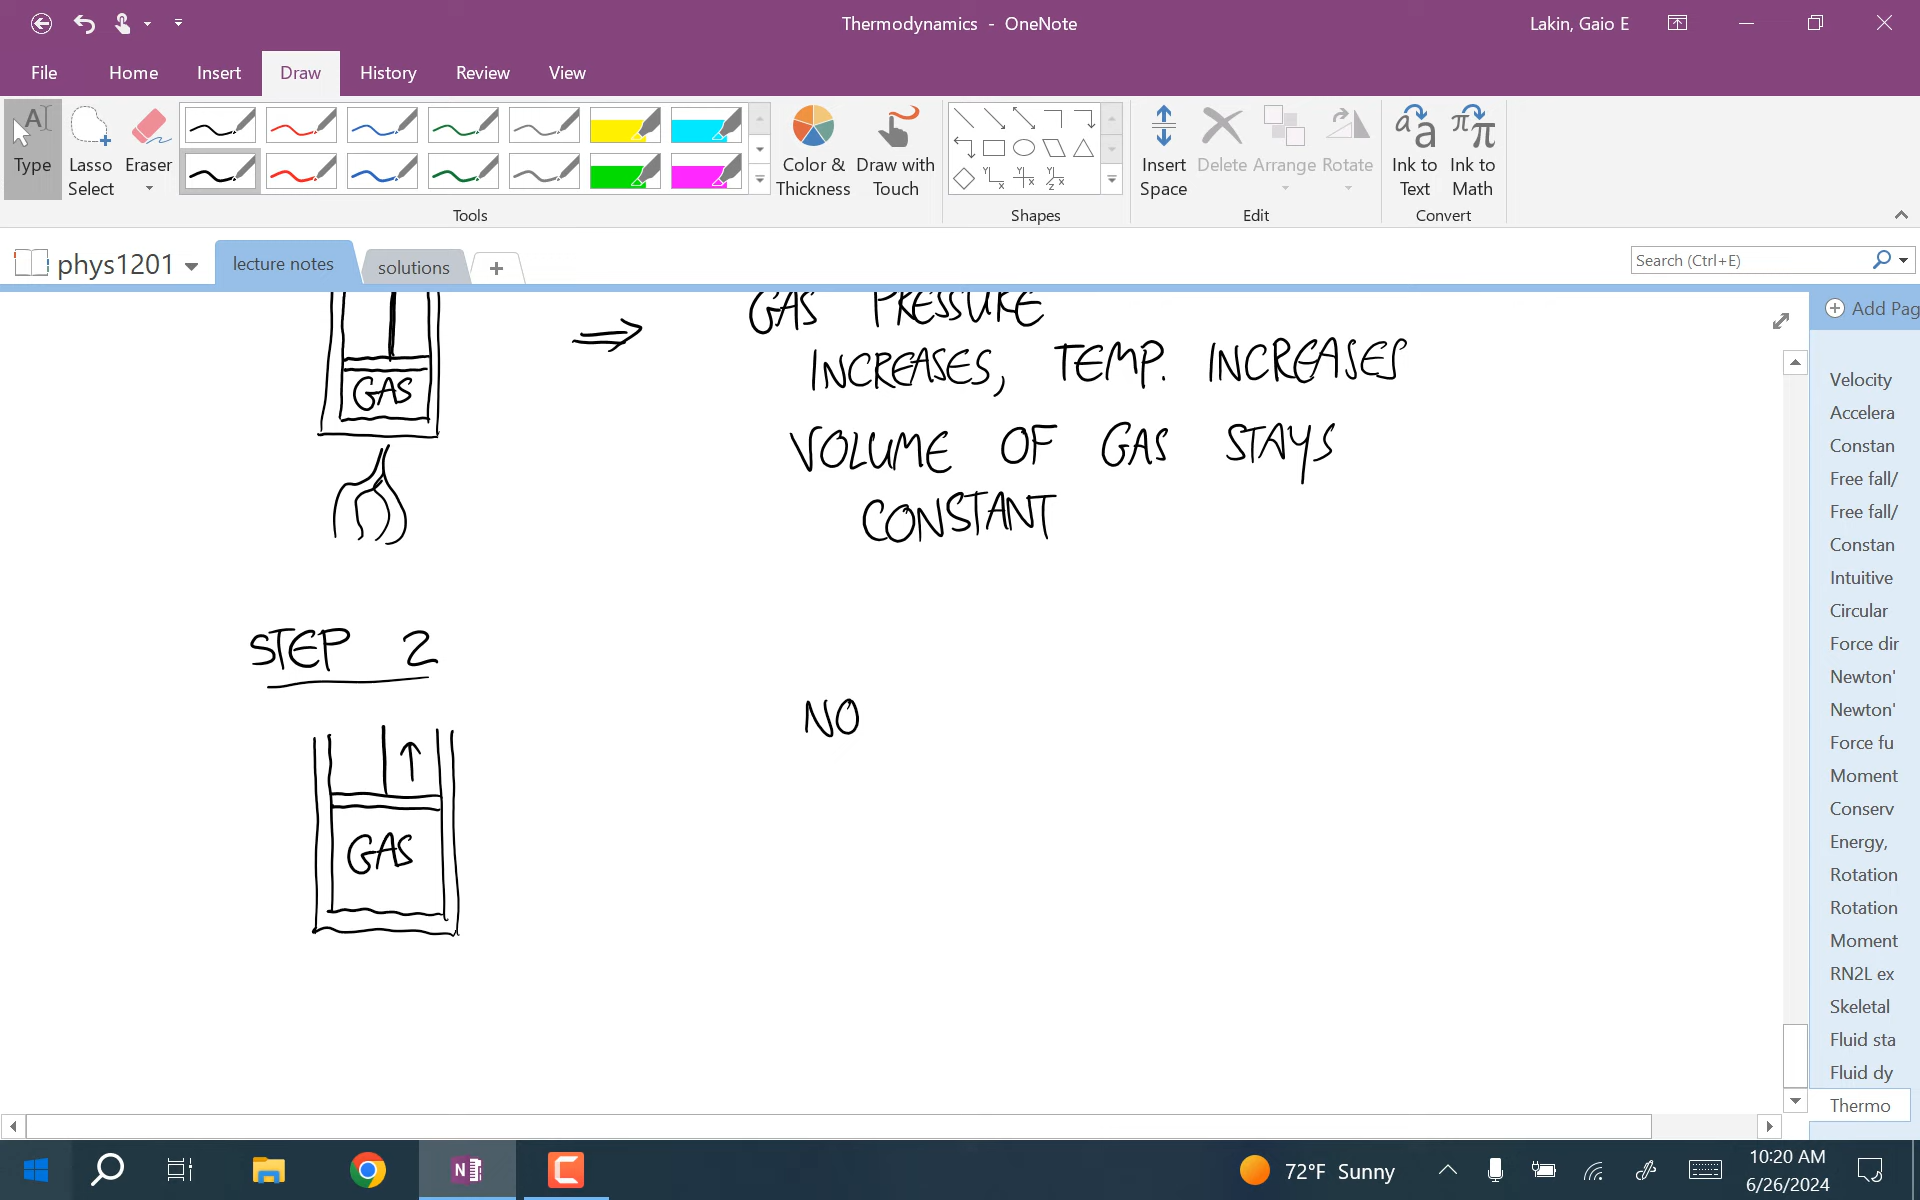 Thermodynamics - OneNote
Lakin, Gaio E
File Home Insert Draw History Review View
Type
Lasso Select
Eraser
Color & Thickness
Draw with Touch
Insert Space
Delete
Arrange
Rotate
Ink to Text
Ink to Math
Tools
Shapes
Edit
Convert
phys1201
lecture notes
solutions
Search (Ctrl+E)
Add Pag
GAS PRESSURE
INCREASES, TEMP. INCREASES
GAS
VOLUME OF GAS STAYS
CONSTANT
STEP 2
NO
GAS
Velocity
Accelera
Constan
Free fall/
Free fall/
Constan
Intuitive
Circular
Force dir
Newton'
Newton'
Force fu
Moment
Conserv
Energy,
Rotation
Rotation
Moment
RN2L ex
Skeletal
Fluid sta
Fluid dy
Thermo
72°F Sunny
10:20 AM
6/26/2024